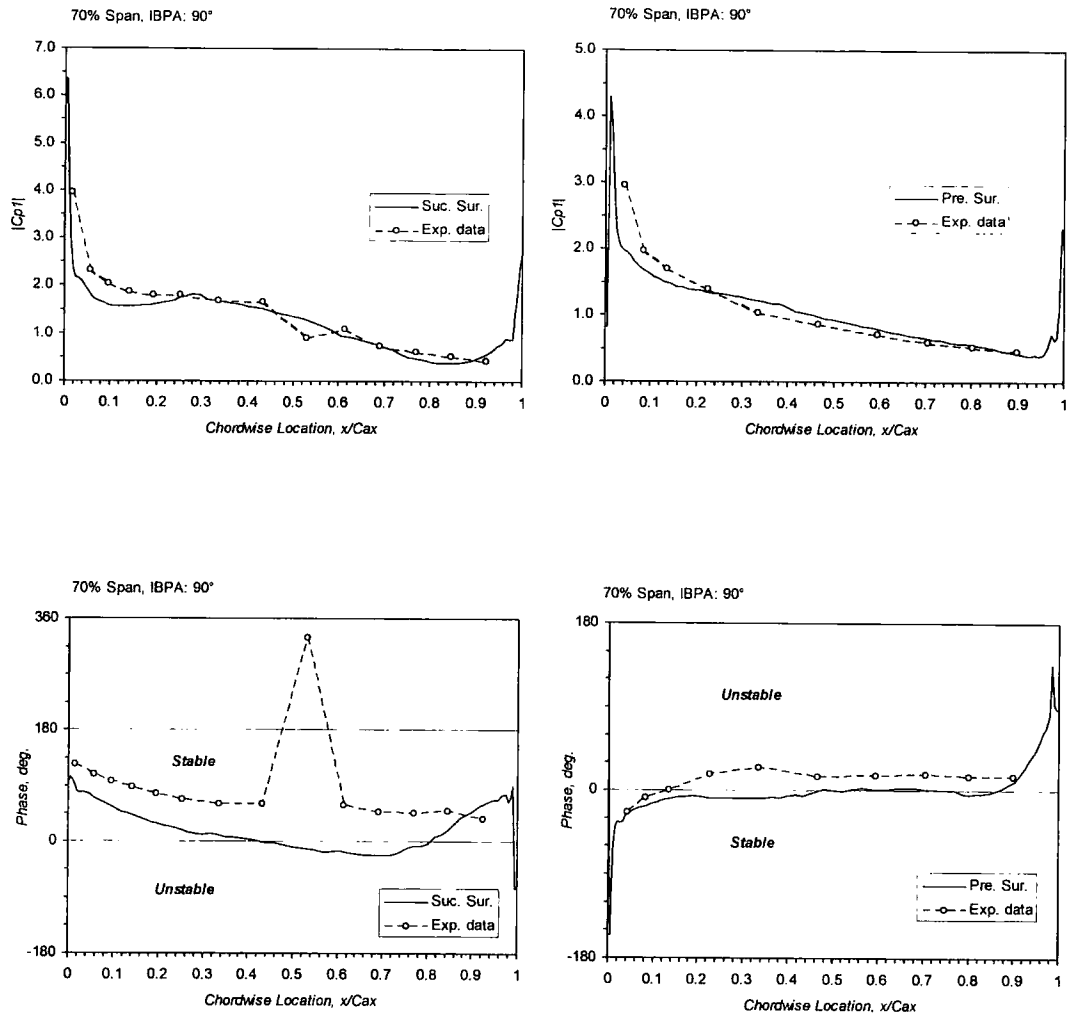 70% Span, IBPA: 90°
7.0
6.0
5.0
4.0
3.0
2.0
1.0
0.0
|Cp1|
Suc. Sur.
Exp. data
0 0.1 0.2 0.3 0.4 0.5 0.6 0.7 0.8 0.9 1
Chordwise Location, x/Cax
70% Span, IBPA: 90°
5.0
4.0
3.0
2.0
1.0
0.0
|Cp1|
Pre. Sur.
Exp. data
0 0.1 0.2 0.3 0.4 0.5 0.6 0.7 0.8 0.9 1
Chordwise Location, x/Cax
70% Span, IBPA: 90°
360
180
0
-180
Phase, deg.
Stable
Unstable
Suc. Sur.
Exp. data
0 0.1 0.2 0.3 0.4 0.5 0.6 0.7 0.8 0.9 1
Chordwise Location, x/Cax
70% Span, IBPA: 90°
180
0
-180
Phase, deg.
Unstable
Stable
Pre. Sur.
Exp. data
0 0.1 0.2 0.3 0.4 0.5 0.6 0.7 0.8 0.9 1
Chordwise Location, x/Cax